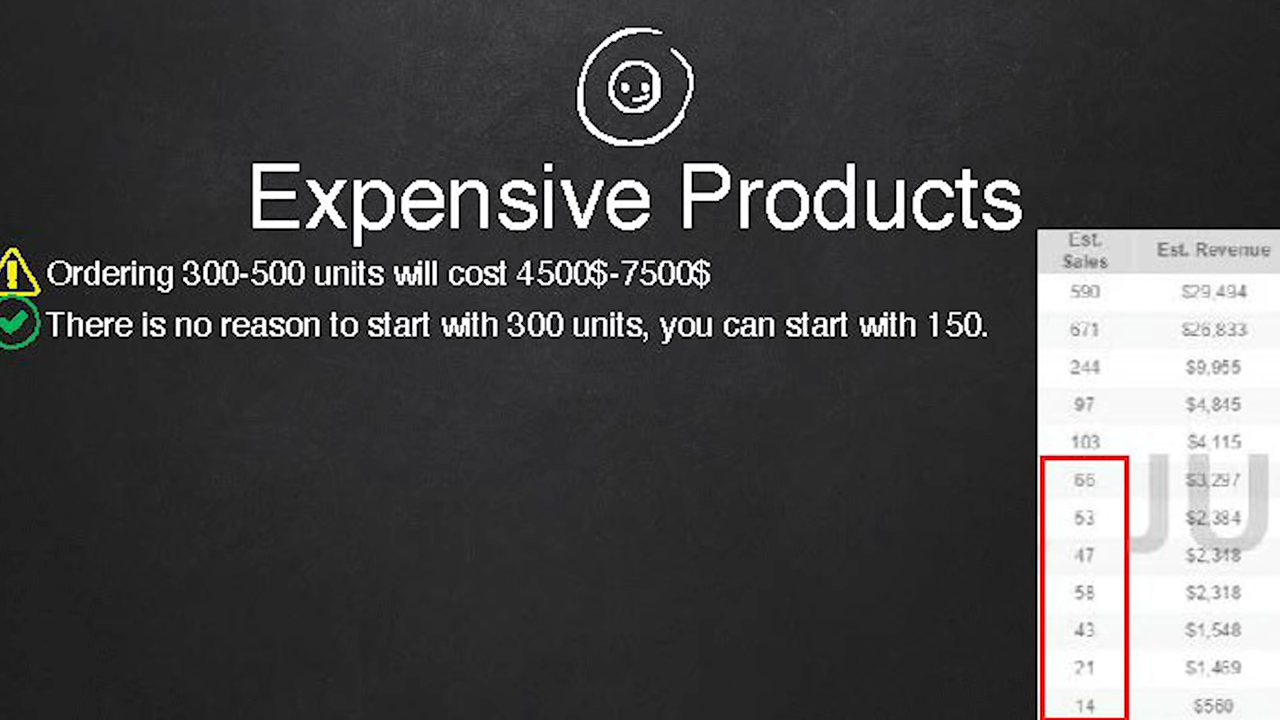 Expensive Products
Ordering 300-500 units will cost 4500$-7500$
There is no reason to start with 300 units, you can start with 150.
Est. Sales Est. Revenue
590 $29,494
671 $26,833
244 $9,955
97 $4,845
103 $4,115
66 $3,297
53 $2,384
47 $2,348
58 $2,318
43 $1,548
21 $1,469
14 $560
JU